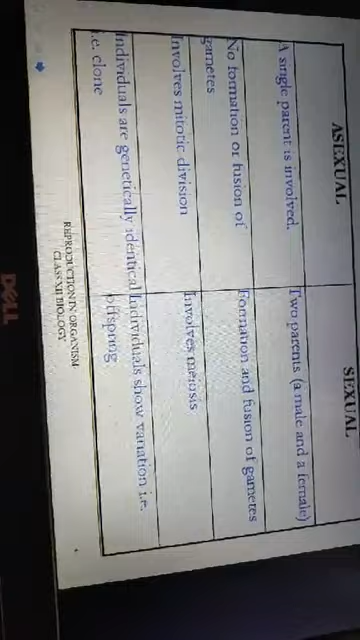 ASEXUAL
SEXUAL
A single parent is involved.
Two parents (a male and a female)
No formation or fusion of
gametes
Formation and fusion of gametes
Involves mitotic division
Involves meiosis
Individuals are genetically identical
i.e. clone
Individuals show variation i.e.
offspring
REPRODUCTION IN ORGANISM
CLASS XII BIOLOGY
DELL